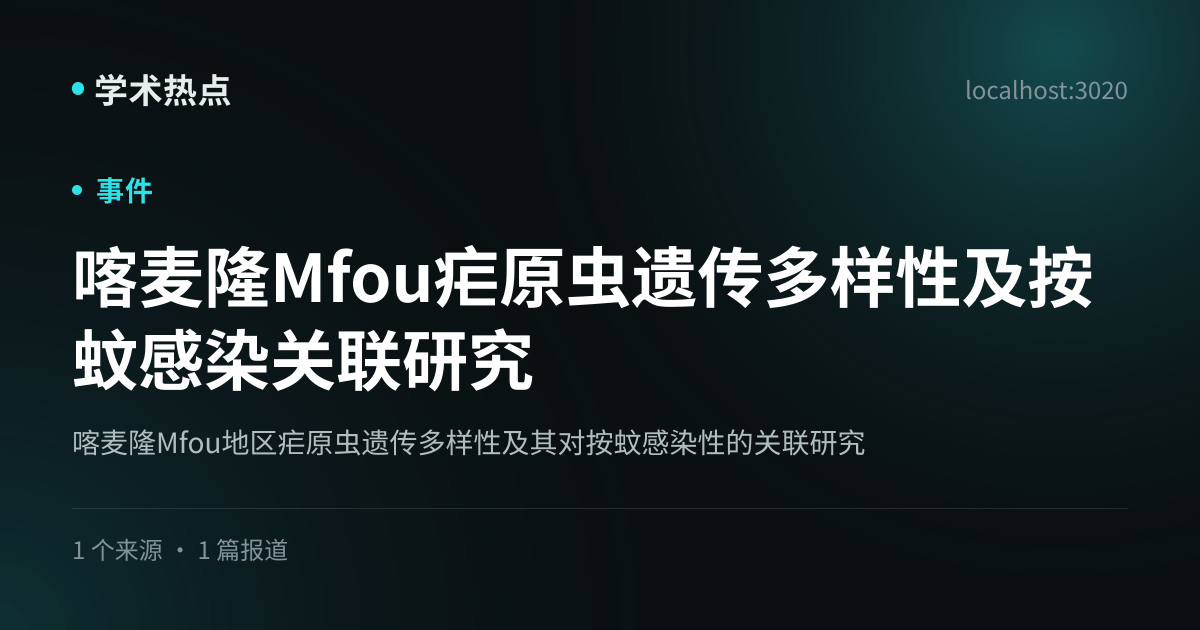 学术热点
localhost:3020
事件
喀麦隆Mfou疟原虫遗传多样性及按
蚊感染关联研究
喀麦隆Mfou地区疟原虫遗传多样性及其对按蚊感染性的关联研究
1 个来源 · 1 篇报道